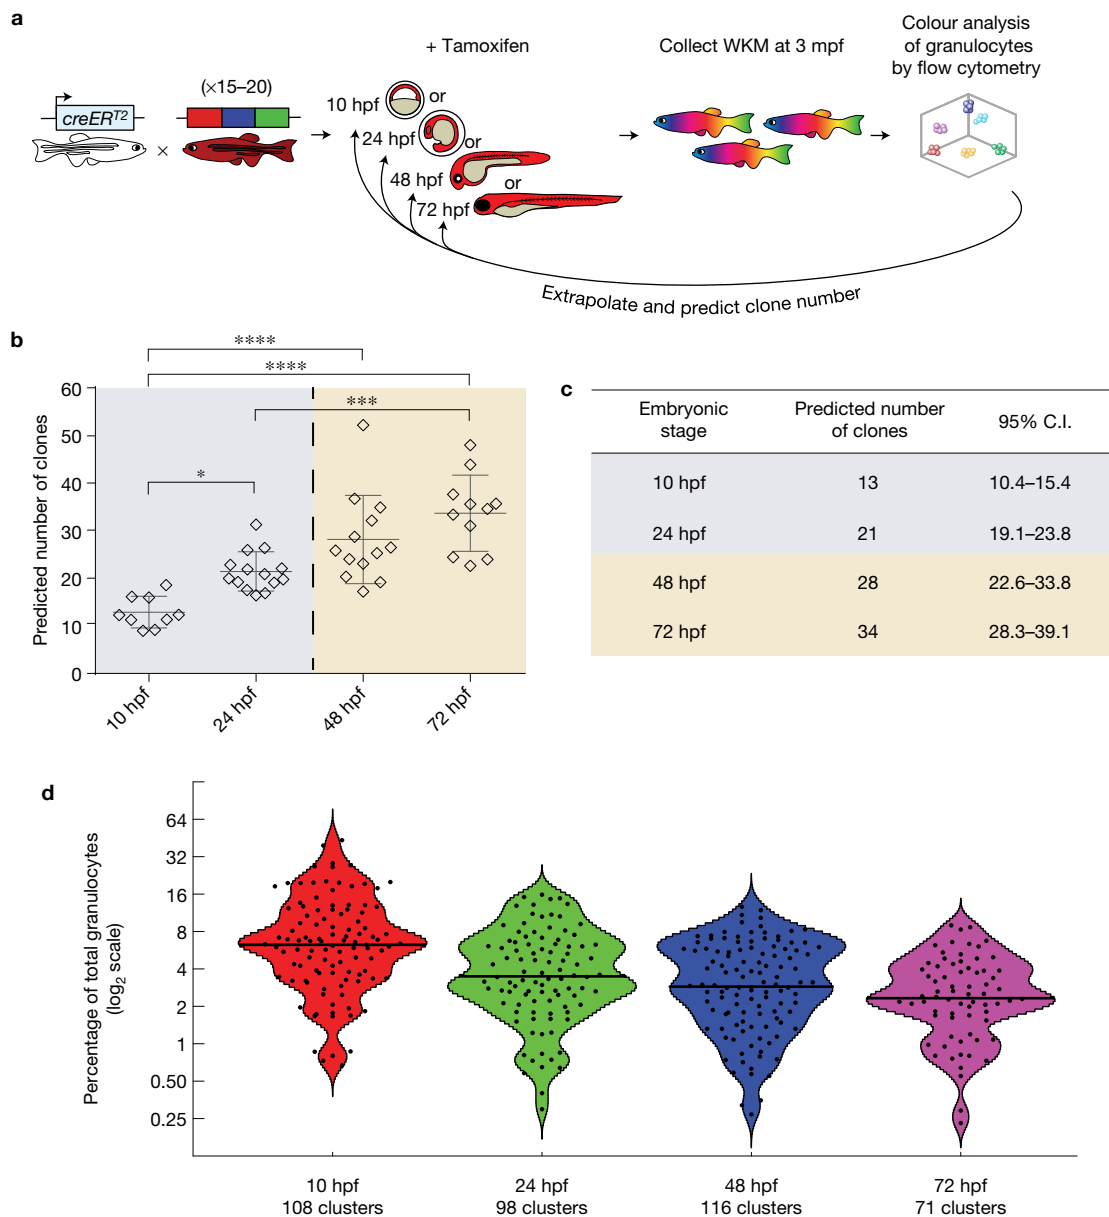 a
+ Tamoxifen
Collect WKM at 3 mpf
Colour analysis
of granulocytes
by flow cytometry
(×15–20)
creERT2
×
10 hpf
or
24 hpf
or
48 hpf
or
72 hpf
Extrapolate and predict clone number
b
****
****
***
*
Predicted number of clones
60
50
40
30
20
10
0
10 hpf
24 hpf
48 hpf
72 hpf
c
Embryonic
stage
Predicted number
of clones
95% C.I.
10 hpf 13 10.4–15.4
24 hpf 21 19.1–23.8
48 hpf 28 22.6–33.8
72 hpf 34 28.3–39.1
d
Percentage of total granulocytes
(log2 scale)
64
32
16
8
4
2
1
0.50
0.25
10 hpf
108 clusters
24 hpf
98 clusters
48 hpf
116 clusters
72 hpf
71 clusters